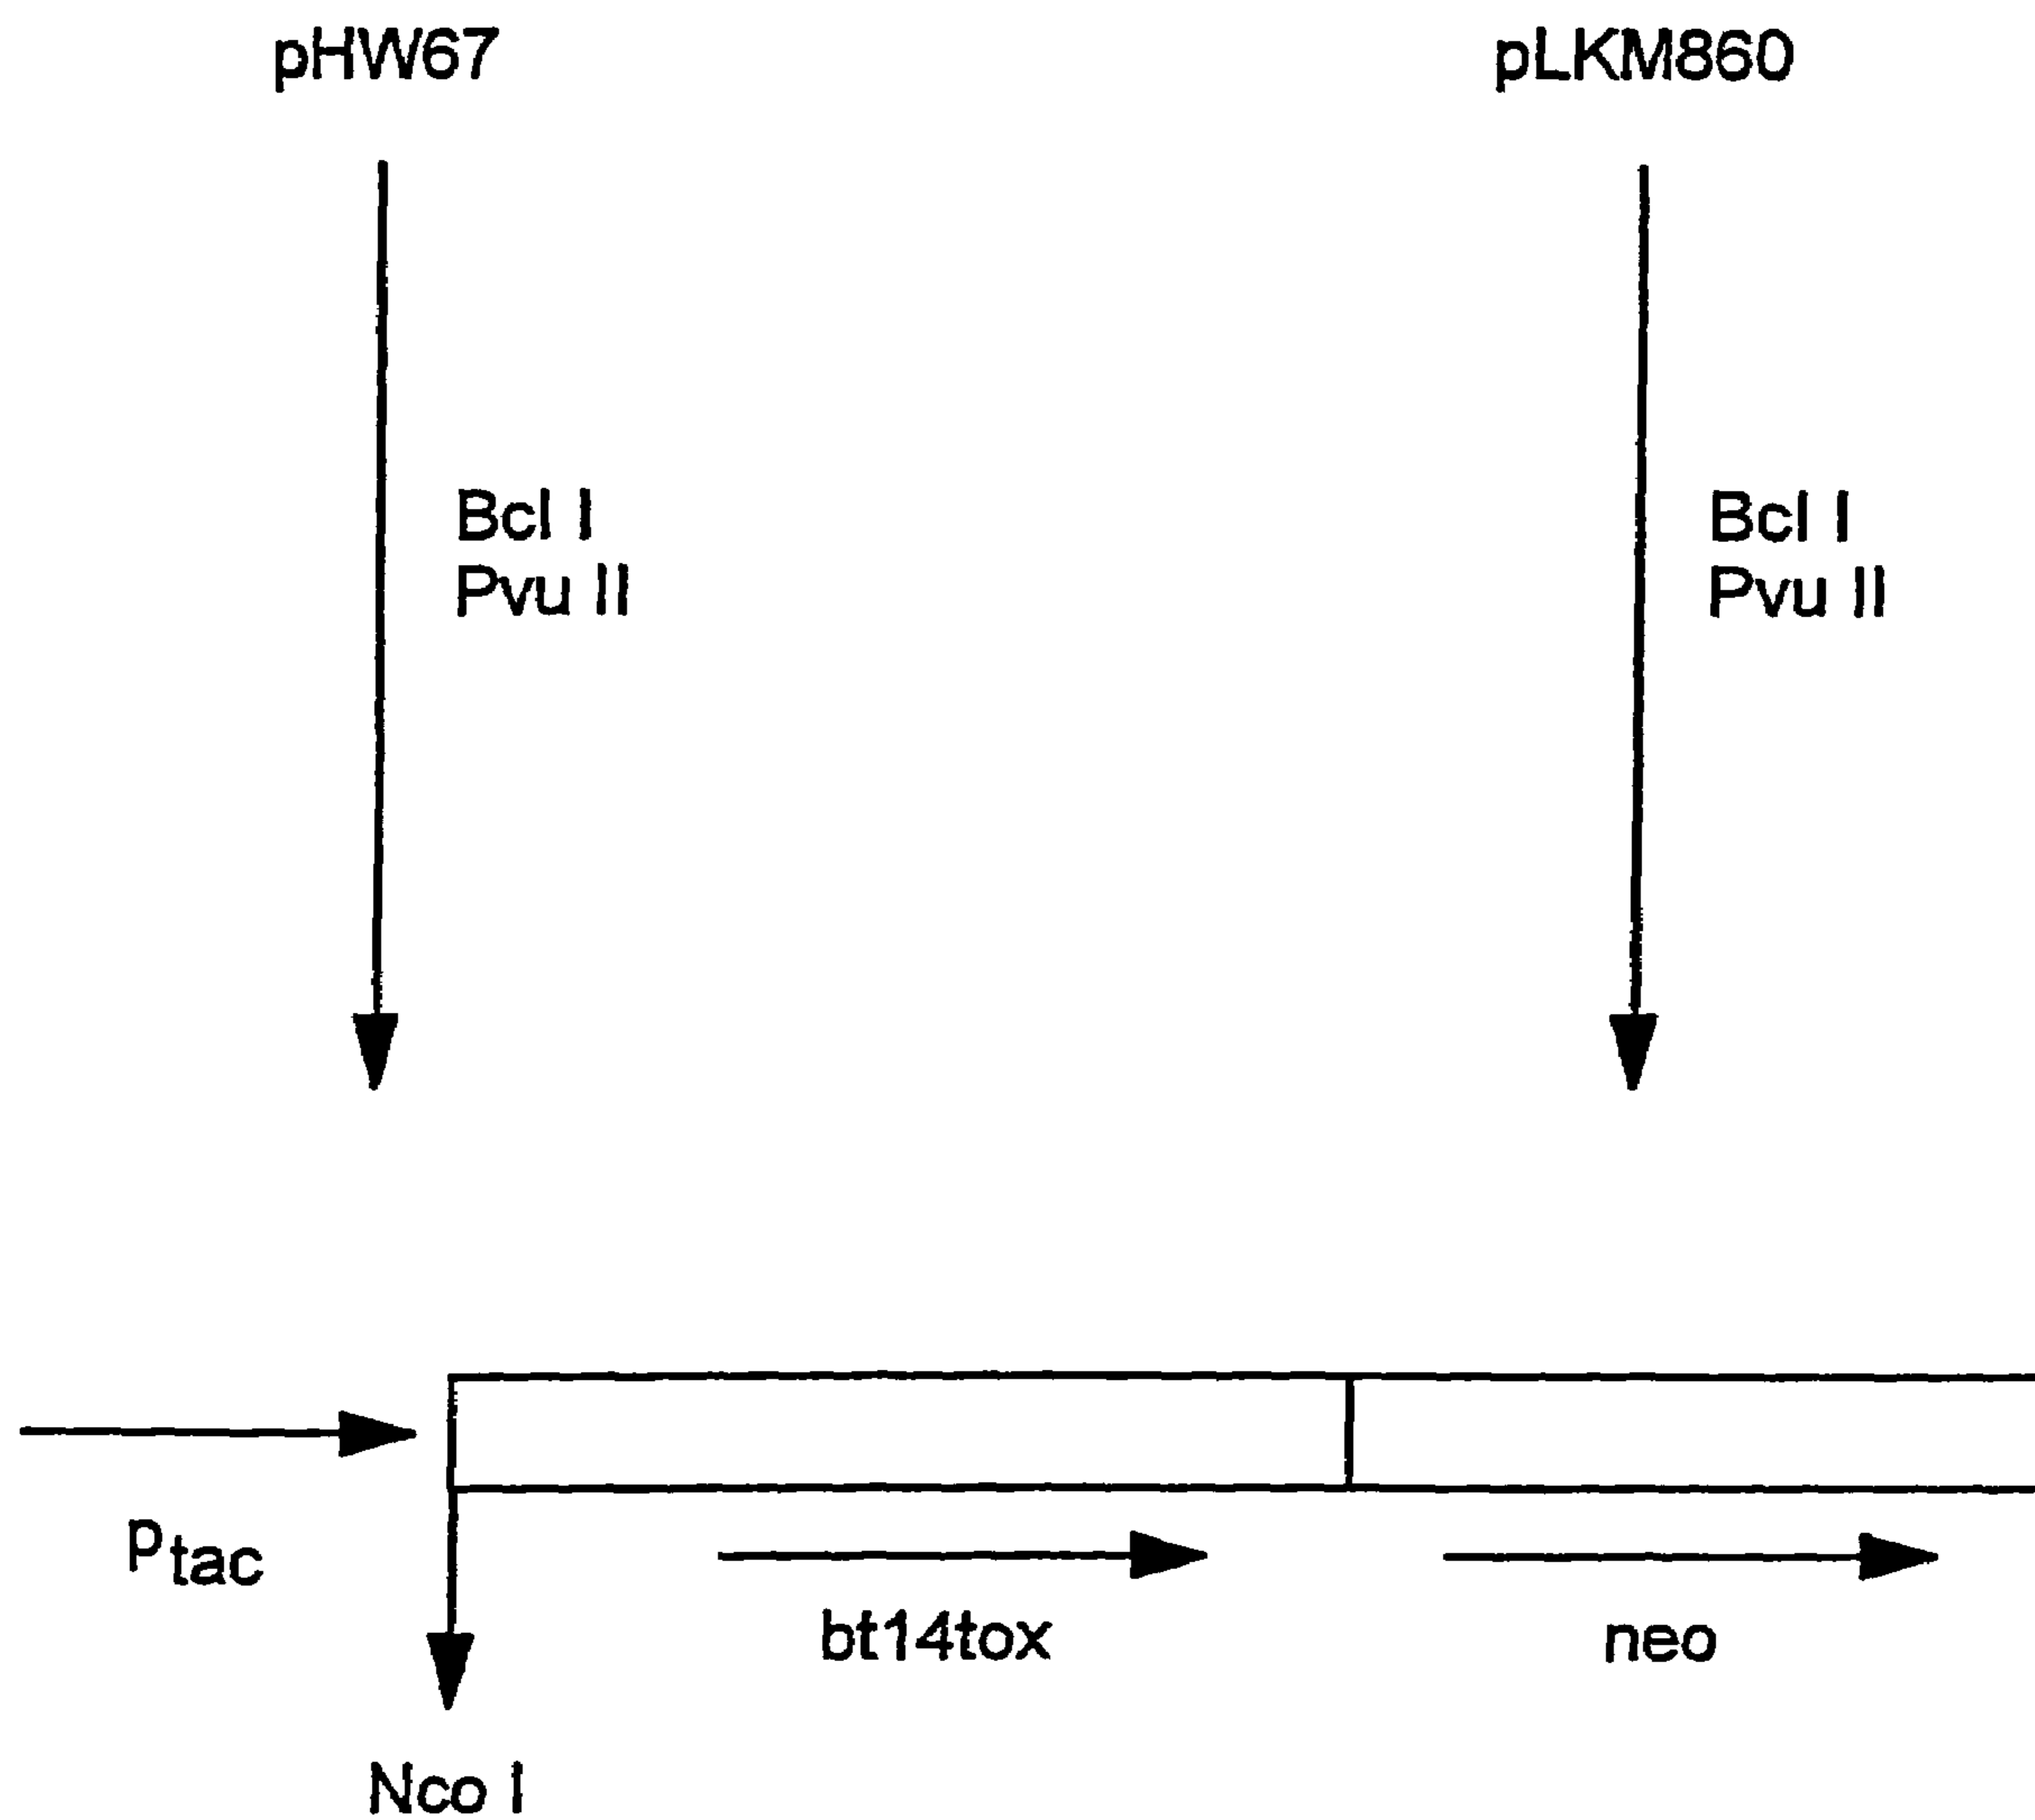 pHW67
pLKM860
Bcl I
Pvu II
Bcl I
Pvu II
Ptac
bt14tox
neo
Nco I